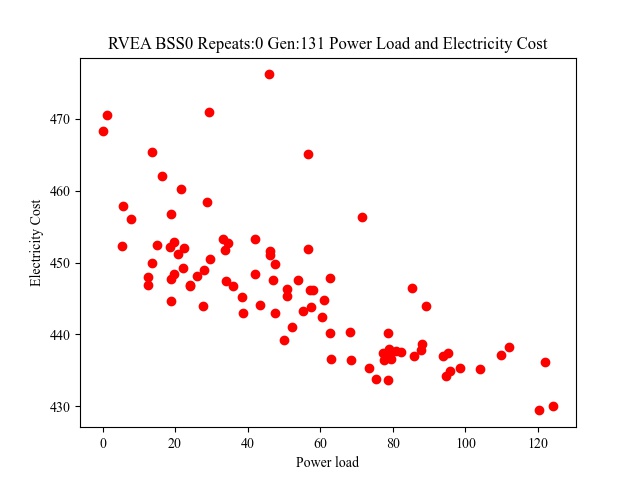 RVEA BSS0 Repeats:0 Gen:131 Power Load and Electricity Cost
470
460
450
440
430
Electricity Cost
0 20 40 60 80 100 120
Power load